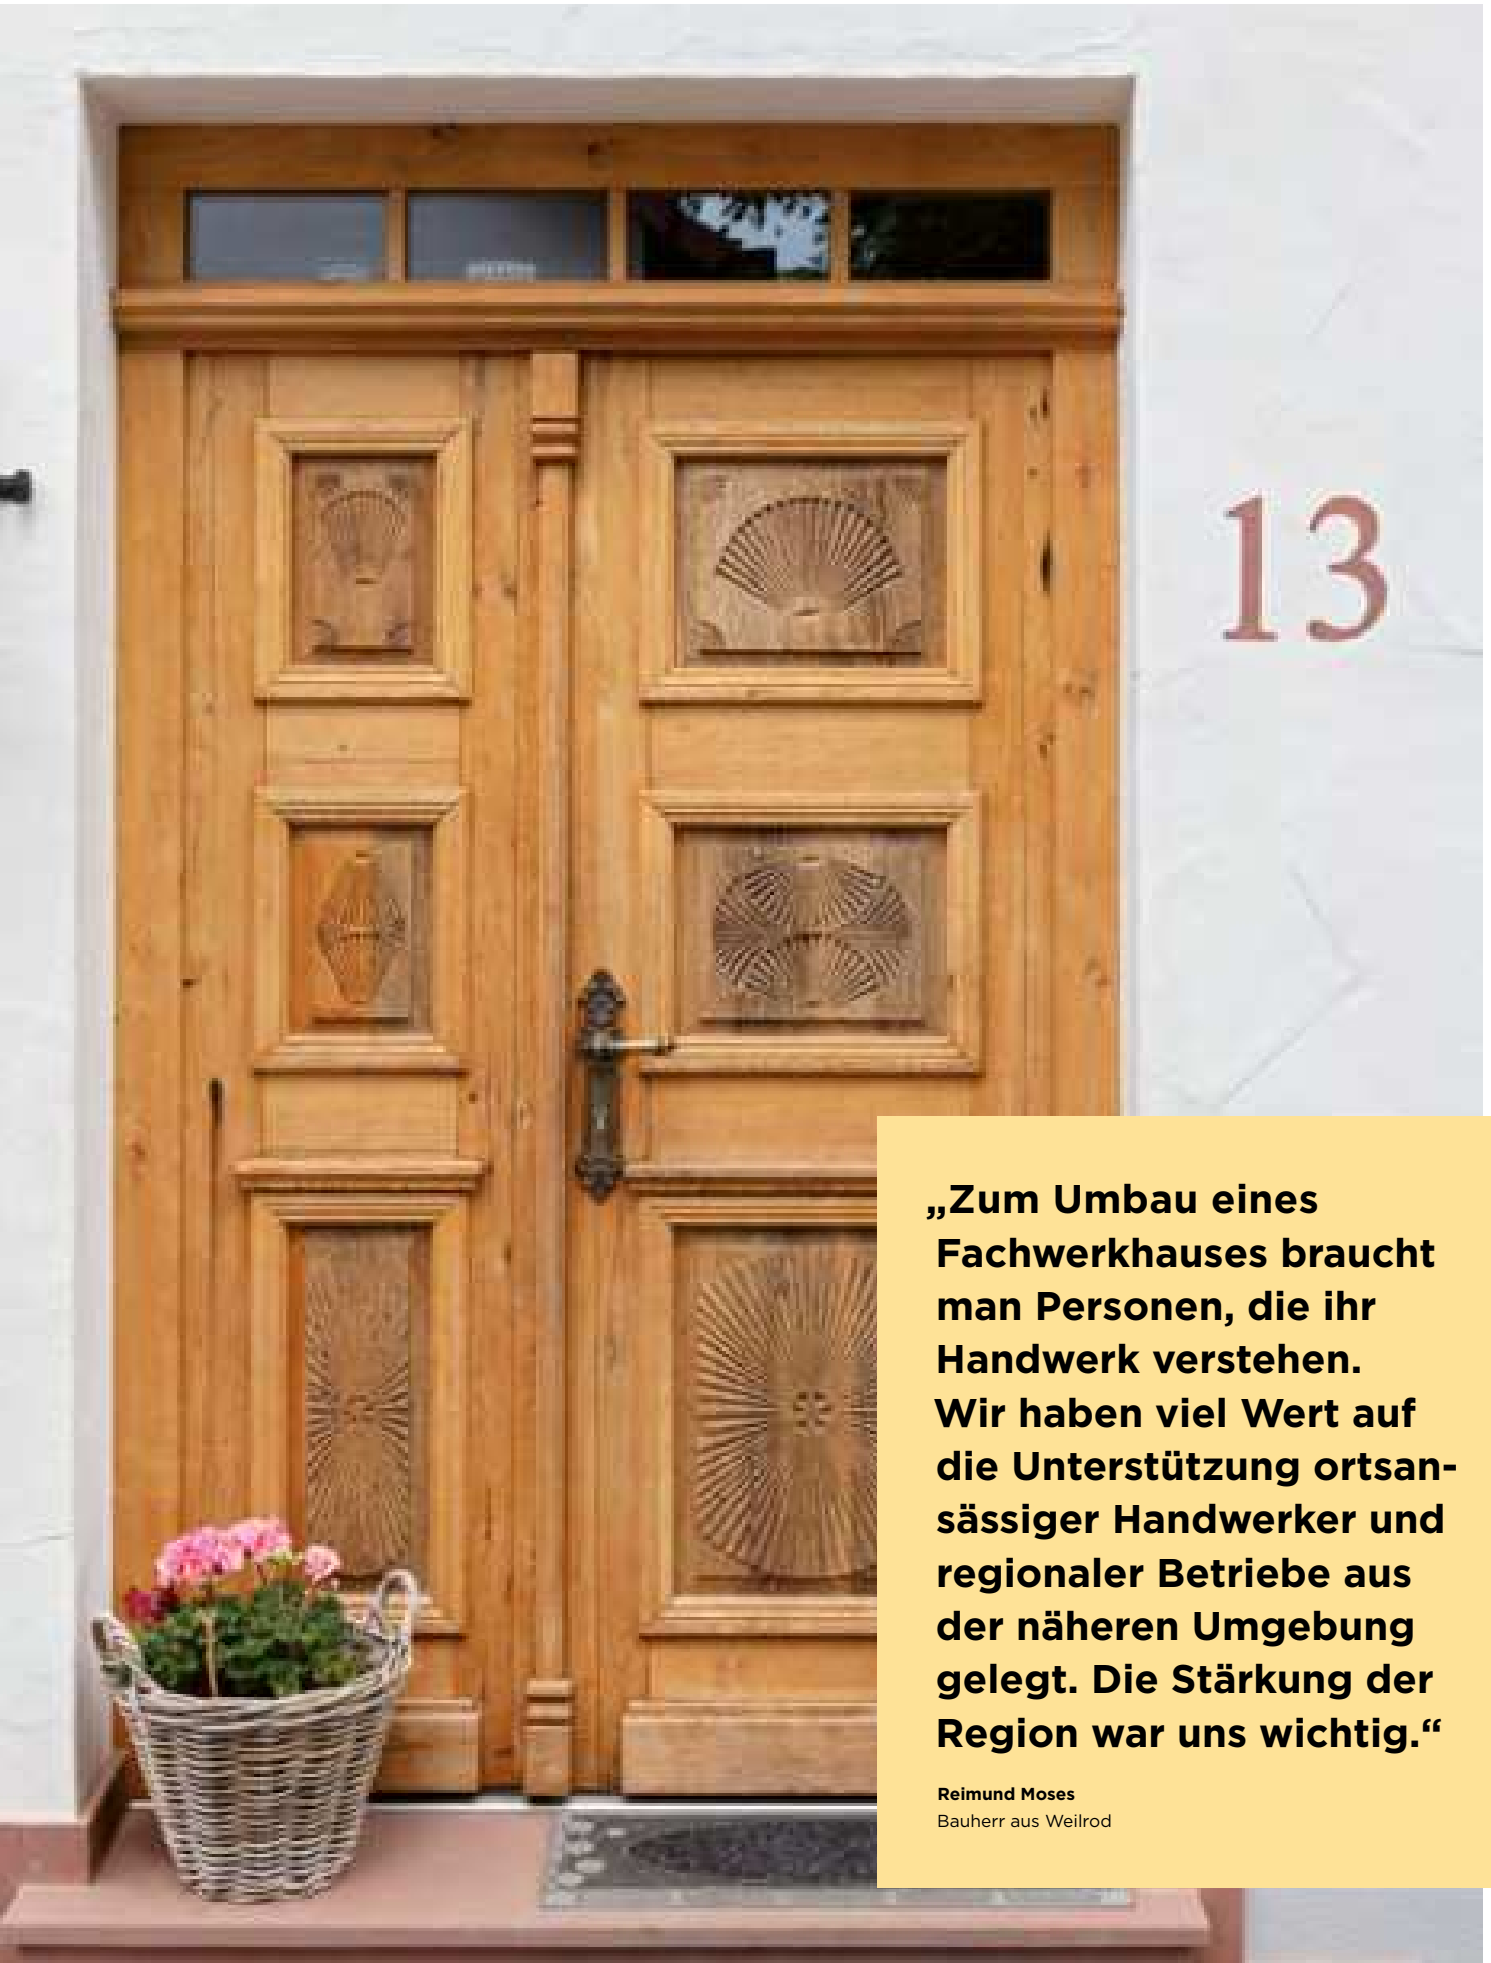 13
„Zum Umbau eines
Fachwerkhauses braucht
man Personen, die ihr
Handwerk verstehen.
Wir haben viel Wert auf
die Unterstützung ortsan-
sässiger Handwerker und
regionaler Betriebe aus
der näheren Umgebung
gelegt. Die Stärkung der
Region war uns wichtig.“
Reimund Moses
Bauherr aus Weilrod